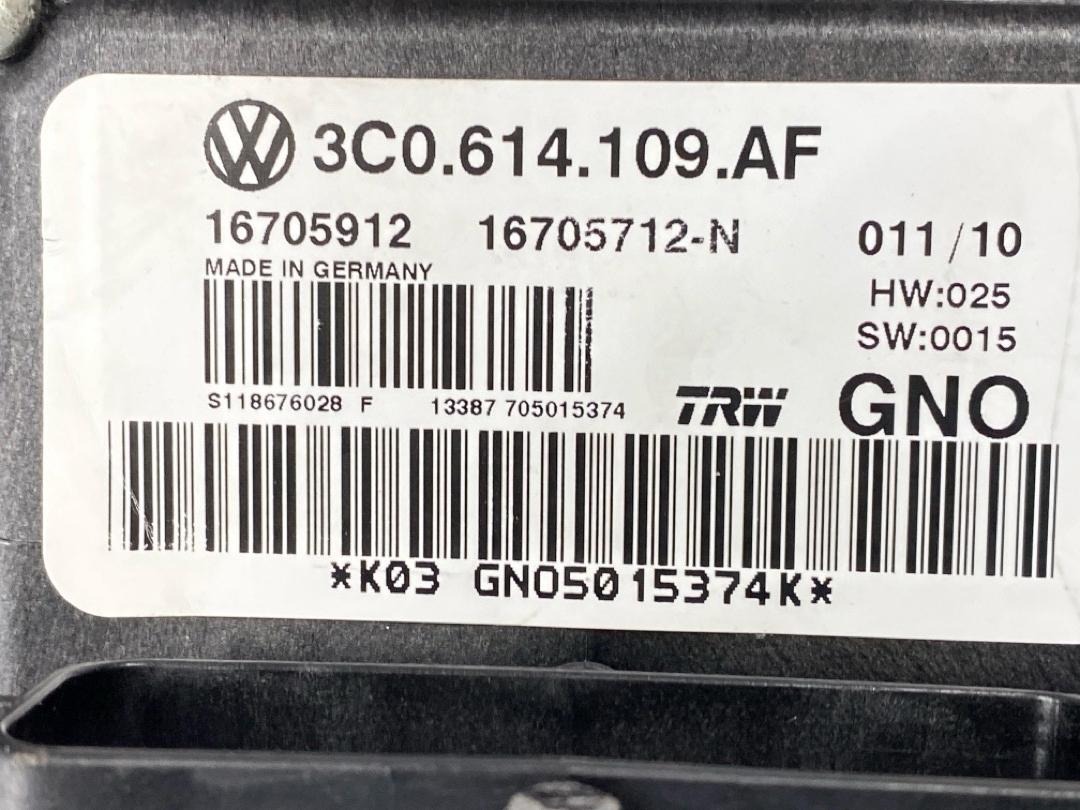 3C0.614.109.AF
16705912 16705712-N 011/10
MADE IN GERMANY
HW:025
SW:0015
S118676028 F 13387 705015374
TRW GNO
*K03 GNO5015374K*